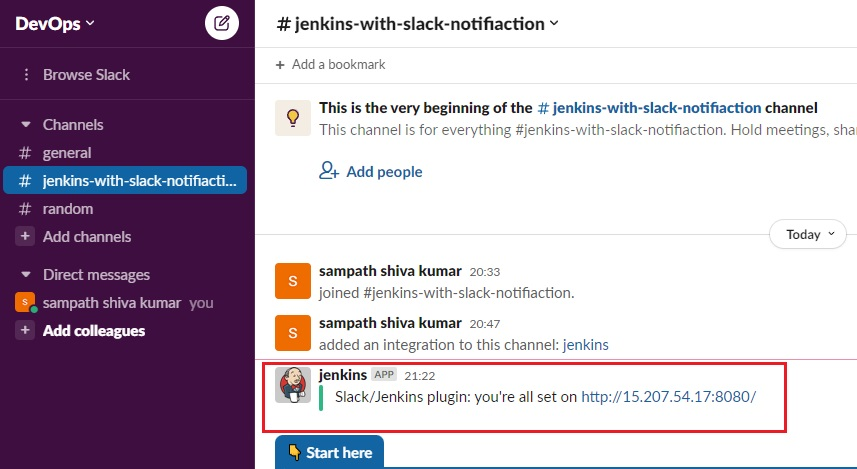 DevOps
Browse Slack
Channels
# general
# jenkins-with-slack-notifiacti...
# random
+ Add channels
Direct messages
S sampath shiva kumar you
+ Add colleagues
# jenkins-with-slack-notifiaction
+ Add a bookmark
This is the very beginning of the # jenkins-with-slack-notifiaction channel
This channel is for everything #jenkins-with-slack-notifiaction. Hold meetings, sha
Add people
Today
S sampath shiva kumar 20:33
joined #jenkins-with-slack-notifiaction.
S sampath shiva kumar 20:47
added an integration to this channel: jenkins
jenkins APP 21:22
Slack/Jenkins plugin: you're all set on http://15.207.54.17:8080/
Start here